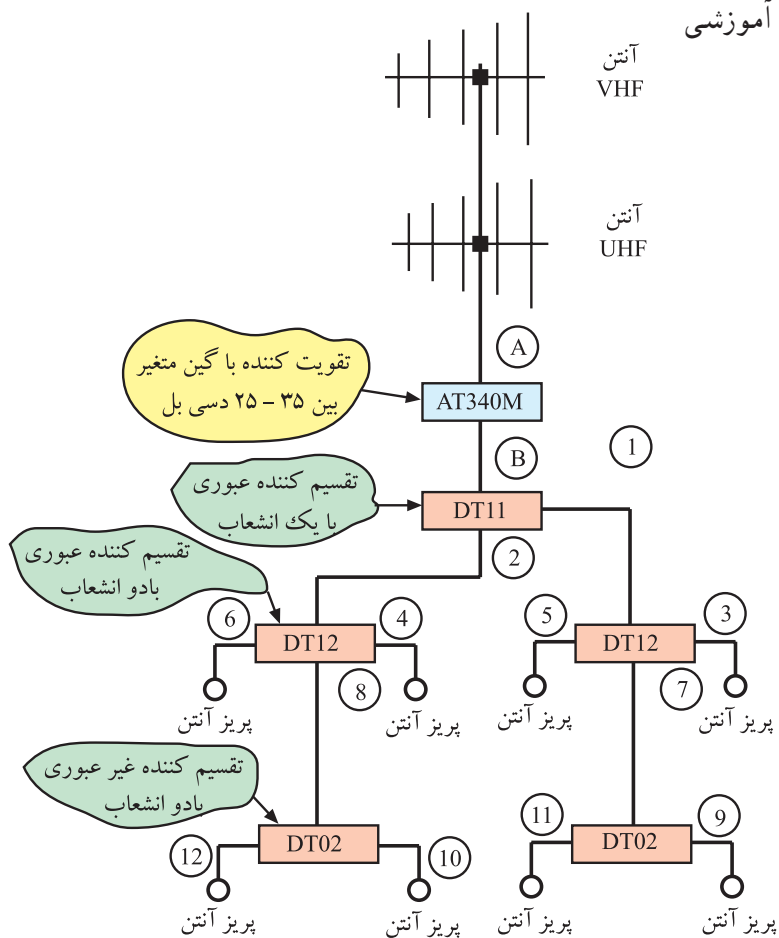 آموزشی
آنتن
VHF
آنتن
UHF
A
تقویت کننده با گین متغیر
بین ۳۵ – ۲۵ دسی بل
AT340M
B
1
تقسیم کننده عبوری
با یک انشعاب
DT11
2
تقسیم کننده عبوری
بادو انشعاب
6
4
5
3
DT12
DT12
8
7
پریز آنتن
پریز آنتن
پریز آنتن
پریز آنتن
تقسیم کننده غیر عبوری
بادو انشعاب
12
10
11
9
DT02
DT02
پریز آنتن
پریز آنتن
پریز آنتن
پریز آنتن